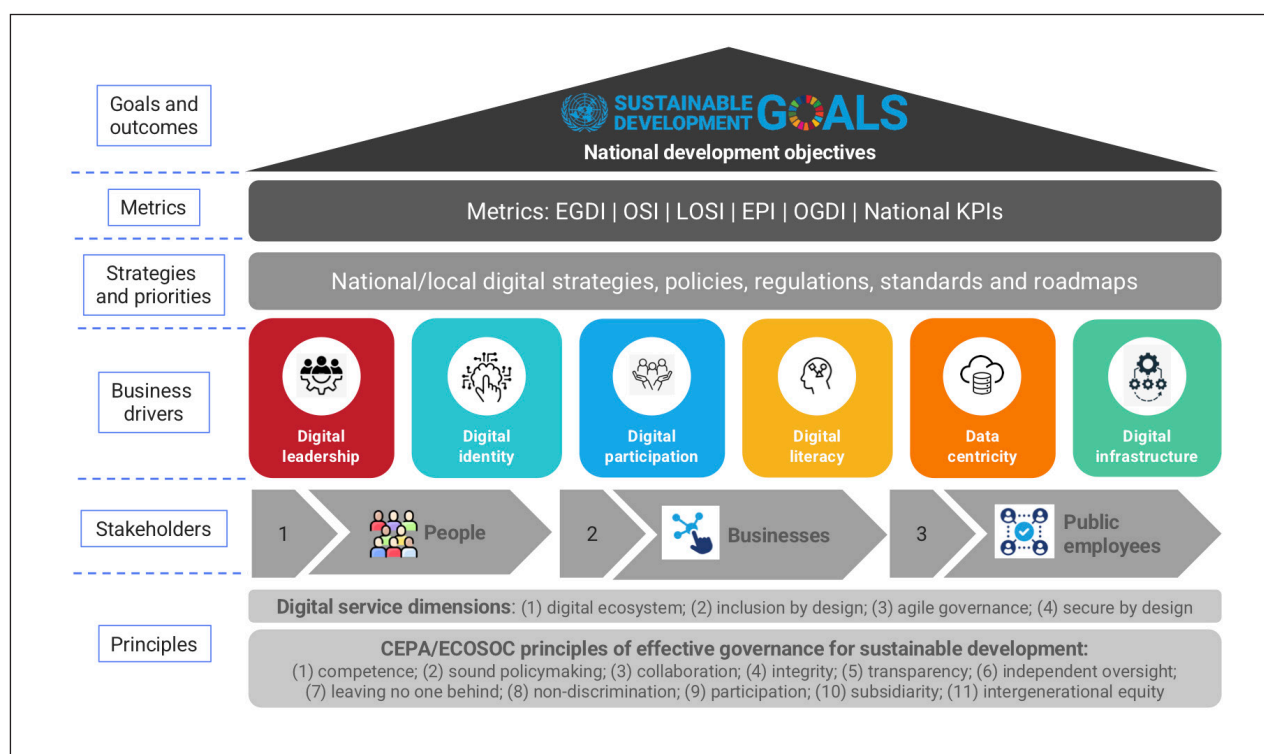 Goals and
outcomes
SUSTAINABLE
DEVELOPMENT
GOALS
National development objectives
Metrics
Metrics: EGDI | OSI | LOSI | EPI | OGDI | National KPIs
Strategies
and priorities
National/local digital strategies, policies, regulations, standards and roadmaps
Business
drivers
Digital
leadership
Digital
identity
Digital
participation
Digital
literacy
Data
centricity
Digital
infrastructure
Stakeholders
1
People
2
Businesses
3
Public
employees
Principles
Digital service dimensions: (1) digital ecosystem; (2) inclusion by design; (3) agile governance; (4) secure by design
CEPA/ECOSOC principles of effective governance for sustainable development:
(1) competence; (2) sound policymaking; (3) collaboration; (4) integrity; (5) transparency; (6) independent oversight;
(7) leaving no one behind; (8) non-discrimination; (9) participation; (10) subsidiarity; (11) intergenerational equity